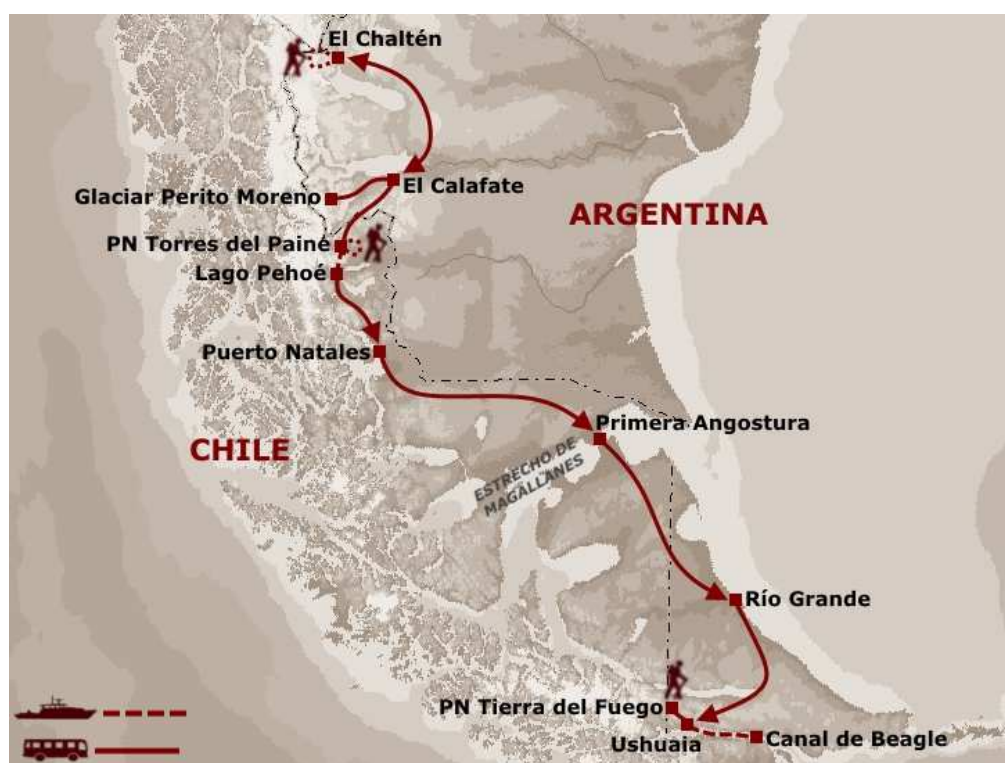 El Chaltén
El Calafate
Glaciar Perito Moreno
ARGENTINA
PN Torres del Painé
Lago Pehoé
Puerto Natales
Primera Angostura
CHILE
ESTRECHO DE
MAGALLANES
Río Grande
PN Tierra del Fuego
Ushuaia
Canal de Beagle